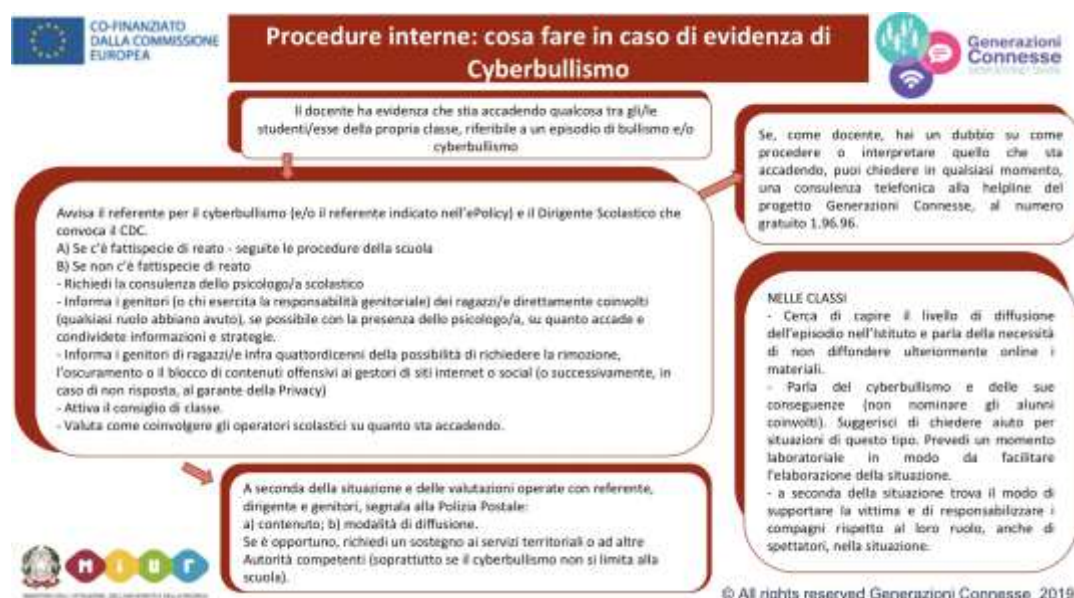 CO-FINANZIATO
DALLA COMMISSIONE
EUROPEA
Procedure interne: cosa fare in caso di evidenza di
Cyberbullismo
Generazioni
Connesse
Il docente ha evidenza che stia accadendo qualcosa tra gli/le
studenti/esse della propria classe, riferibile a un episodio di bullismo e/o
cyberbullismo
Se, come docente, hai un dubbio su come
procedere o interpretare quello che sta
accadendo, puoi chiedere in qualsiasi momento,
una consulenza telefonica alla helpline del
progetto Generazioni Connesse, al numero
gratuito 1.96.96.
Avvisa il referente per il cyberbullismo (e/o il referente indicato nell'ePolicy) e il Dirigente Scolastico che
convoca il CDC.
A) Se c'è fattispecie di reato - seguite le procedure della scuola
B) Se non c'è fattispecie di reato
- Richiedi la consulenza dello psicologo/a scolastico
- Informa i genitori (o chi esercita la responsabilità genitoriale) dei ragazzi/e direttamente coinvolti
(qualsiasi ruolo abbiano avuto), se possibile con la presenza dello psicologo/a, su quanto accade e
condividete informazioni e strategie.
- Informa i genitori di ragazzi/e infra quattordicenni della possibilità di richiedere la rimozione,
l'oscuramento o il blocco di contenuti offensivi ai gestori di siti internet o social (o successivamente, in
caso di non risposta, al garante della Privacy)
- Attiva il consiglio di classe.
- Valuta come coinvolgere gli operatori scolastici su quanto sta accadendo.
NELLE CLASSI
- Cerca di capire il livello di diffusione
dell'episodio nell'Istituto e parla della necessità
di non diffondere ulteriormente online i
materiali.
- Parla del cyberbullismo e delle sue
conseguenze (non nominare gli alunni
coinvolti). Suggerisci di chiedere aiuto per
situazioni di questo tipo. Prevedi un momento
laboratoriale in modo da facilitare
l'elaborazione della situazione.
- a seconda della situazione trova il modo di
supportare la vittima e di responsabilizzare i
compagni rispetto al loro ruolo, anche di
spettatori, nella situazione.
A seconda della situazione e delle valutazioni operate con referente,
dirigente e genitori, segnala alla Polizia Postale:
a) contenuto; b) modalità di diffusione.
Se è opportuno, richiedi un sostegno ai servizi territoriali o ad altre
Autorità competenti (soprattutto se il cyberbullismo non si limita alla
scuola).
MIUR
© All rights reserved Generazioni Connesse 2019